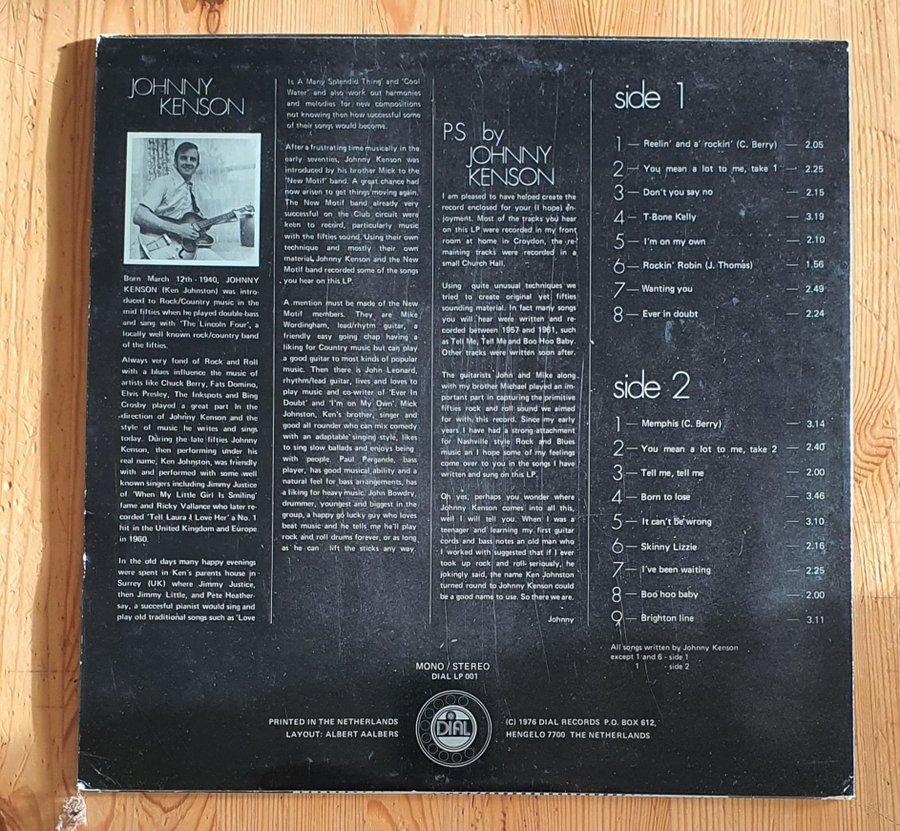 JOHNNY
KENSON
Born March 12th - 1940, JOHNNY
KENSON (Ken Johnston) was intro-
duced to Rock/Country music in the
mid fifties when he played double-bass
and sang with 'The Lincoln Four', a
locally well known rock/country band
of the fifties.
Always very fond of Rock and Roll
with a blues influence the music of
artists like Chuck Berry, Fats Domino,
Elvis Presley, The Inkspots and Bing
Crosby played a great part in the
direction of Johnny Kenson and the
style of music he writes and sings
today. During the late fifties Johnny
Kenson, then performing under his
real name, Ken Johnston, was friendly
with and performed with some well
known singers including Jimmy Justice
of 'When My Little Girl Is Smiling'
fame and Ricky Vallance who later re-
corded 'Tell Laura I Love Her' a No. 1
hit in the United Kingdom and Europe
in 1960.
In the old days many happy evenings
were spent in Ken's parents house in
Surrey (UK) where Jimmy Justice,
then Jimmy Little, and Pete Heather-
say, a succesful pianist would sing and
play old traditional songs such as 'Love
Is A Many Splendid Thing' and 'Cool
Water' and also work out harmonies
and melodies for new compositions
not knowing then how successful some
of their songs would become.
After a frustrating time musically in the
early seventies, Johnny Kenson was
introduced by his brother Mick to the
'New Motif' band. A great chance had
now arisen to get things moving again.
The New Motif band already very
successful on the Club circuit were
keen to record, particularly music
with the fifties sound. Using their own
technique and mostly their own
material, Johnny Kenson and the New
Motif band recorded some of the songs
you hear on this LP.
A mention must be made of the New
Motif members. They are Mike
Wordingham, lead/rhytm guitar, a
friendly easy going chap having a
liking for Country music but can play
a good guitar to most kinds of popular
music. Then there is John Leonard,
rhythm/lead guitar, lives and loves to
play music and co-writer of 'Ever In
Doubt' and 'I'm on My Own'. Mick
Johnston, Ken's brother, singer and
good all rounder who can mix comedy
with an adaptable singing style, likes
to sing slow ballads and enjoys being
with people. Paul Pergande, bass
player, has good musical ability and a
natural feel for bass arrangements, has
a liking for heavy music. John Bowdry,
drummer, youngest and biggest in the
group, a happy go lucky guy who loves
beat music and he tells me he'll play
rock and roll drums forever, or as long
as he can lift the sticks any way.
P.S by
JOHNNY
KENSON
I am pleased to have helped create the
record enclosed for your (I hope) en-
joyment. Most of the tracks you hear
on this LP were recorded in my front
room at home in Croydon, the re-
maining tracks were recorded in a
small Church Hall.
Using quite unusual techniques we
tried to create original yet fifties
sounding material. In fact many songs
you will hear were written and re-
corded between 1957 and 1961, such
as Tell Me, Tell Me and Boo Hoo Baby.
Other tracks were written soon after.
The guitarists John and Mike along
with my brother Michael played an im-
portant part in capturing the primitive
fifties rock and roll sound we aimed
for with this record. Since my early
years I have had a strong attachment
for Nashville style Rock and Blues
music an I hope some of my feelings
come over to you in the songs I have
written and sung on this LP.
Oh yes, perhaps you wonder where
Johnny Kenson comes into all this,
well I will tell you. When I was a
teenager and learning my first guitar
cords and bass notes an old man who
I worked with suggested that if I ever
took up rock and roll seriously, he
jokingly said, the name Ken Johnston
turned round to Johnny Kenson could
be a good name to use. So there we are.
Johnny
side 1
1 — Reelin' and a' rockin' (C. Berry) — 2.05
2 — You mean a lot to me, take 1 — 2.25
3 — Don't you say no — 2.15
4 — T-Bone Kelly — 3.19
5 — I'm on my own — 2.10
6 — Rockin' Robin (J. Thomas) — 1.56
7 — Wanting you — 2.49
8 — Ever in doubt — 2.24
side 2
1 — Memphis (C. Berry) — 3.14
2 — You mean a lot to me, take 2 — 2.40
3 — Tell me, tell me — 2.00
4 — Born to lose — 3.46
5 — It can't be wrong — 3.10
6 — Skinny Lizzie — 2.16
7 — I've been waiting — 2.25
8 — Boo hoo baby — 2.00
9 — Brighton line — 3.11
All songs written by Johnny Kenson
except 1 and 6 - side 1
1 - side 2
MONO / STEREO
DIAL LP 001
PRINTED IN THE NETHERLANDS
LAYOUT: ALBERT AALBERS
DIAL
(C) 1976 DIAL RECORDS P.O. BOX 612,
HENGELO 7700 THE NETHERLANDS